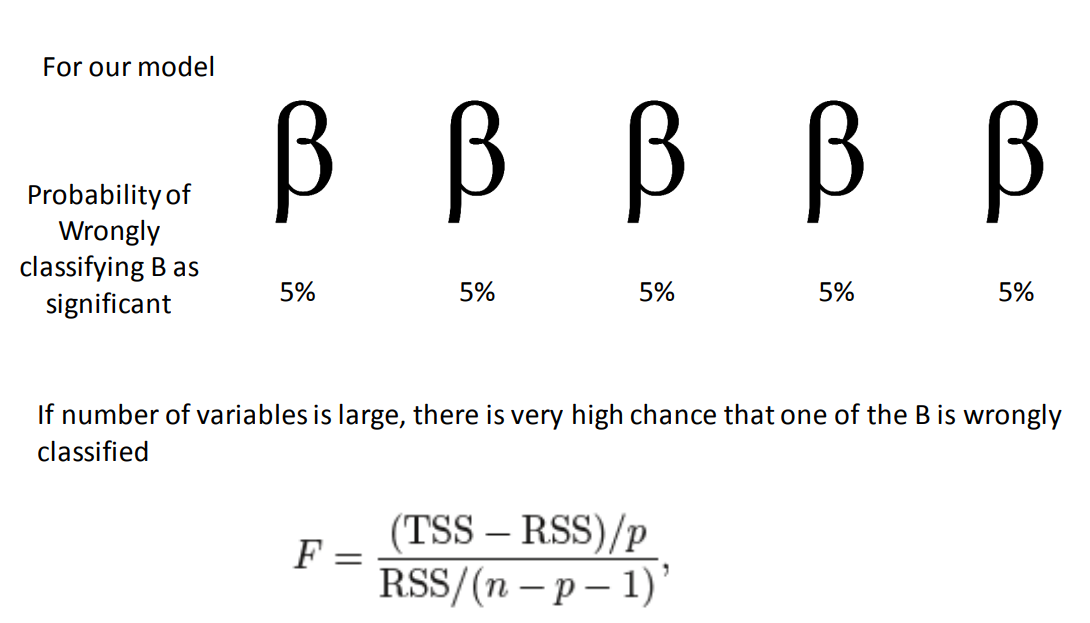 For our model
β β β β β
Probability of
Wrongly
classifying B as
significant
5% 5% 5% 5% 5%
If number of variables is large, there is very high chance that one of the B is wrongly
classified
F = (TSS − RSS)/p / RSS/(n − p − 1) ,